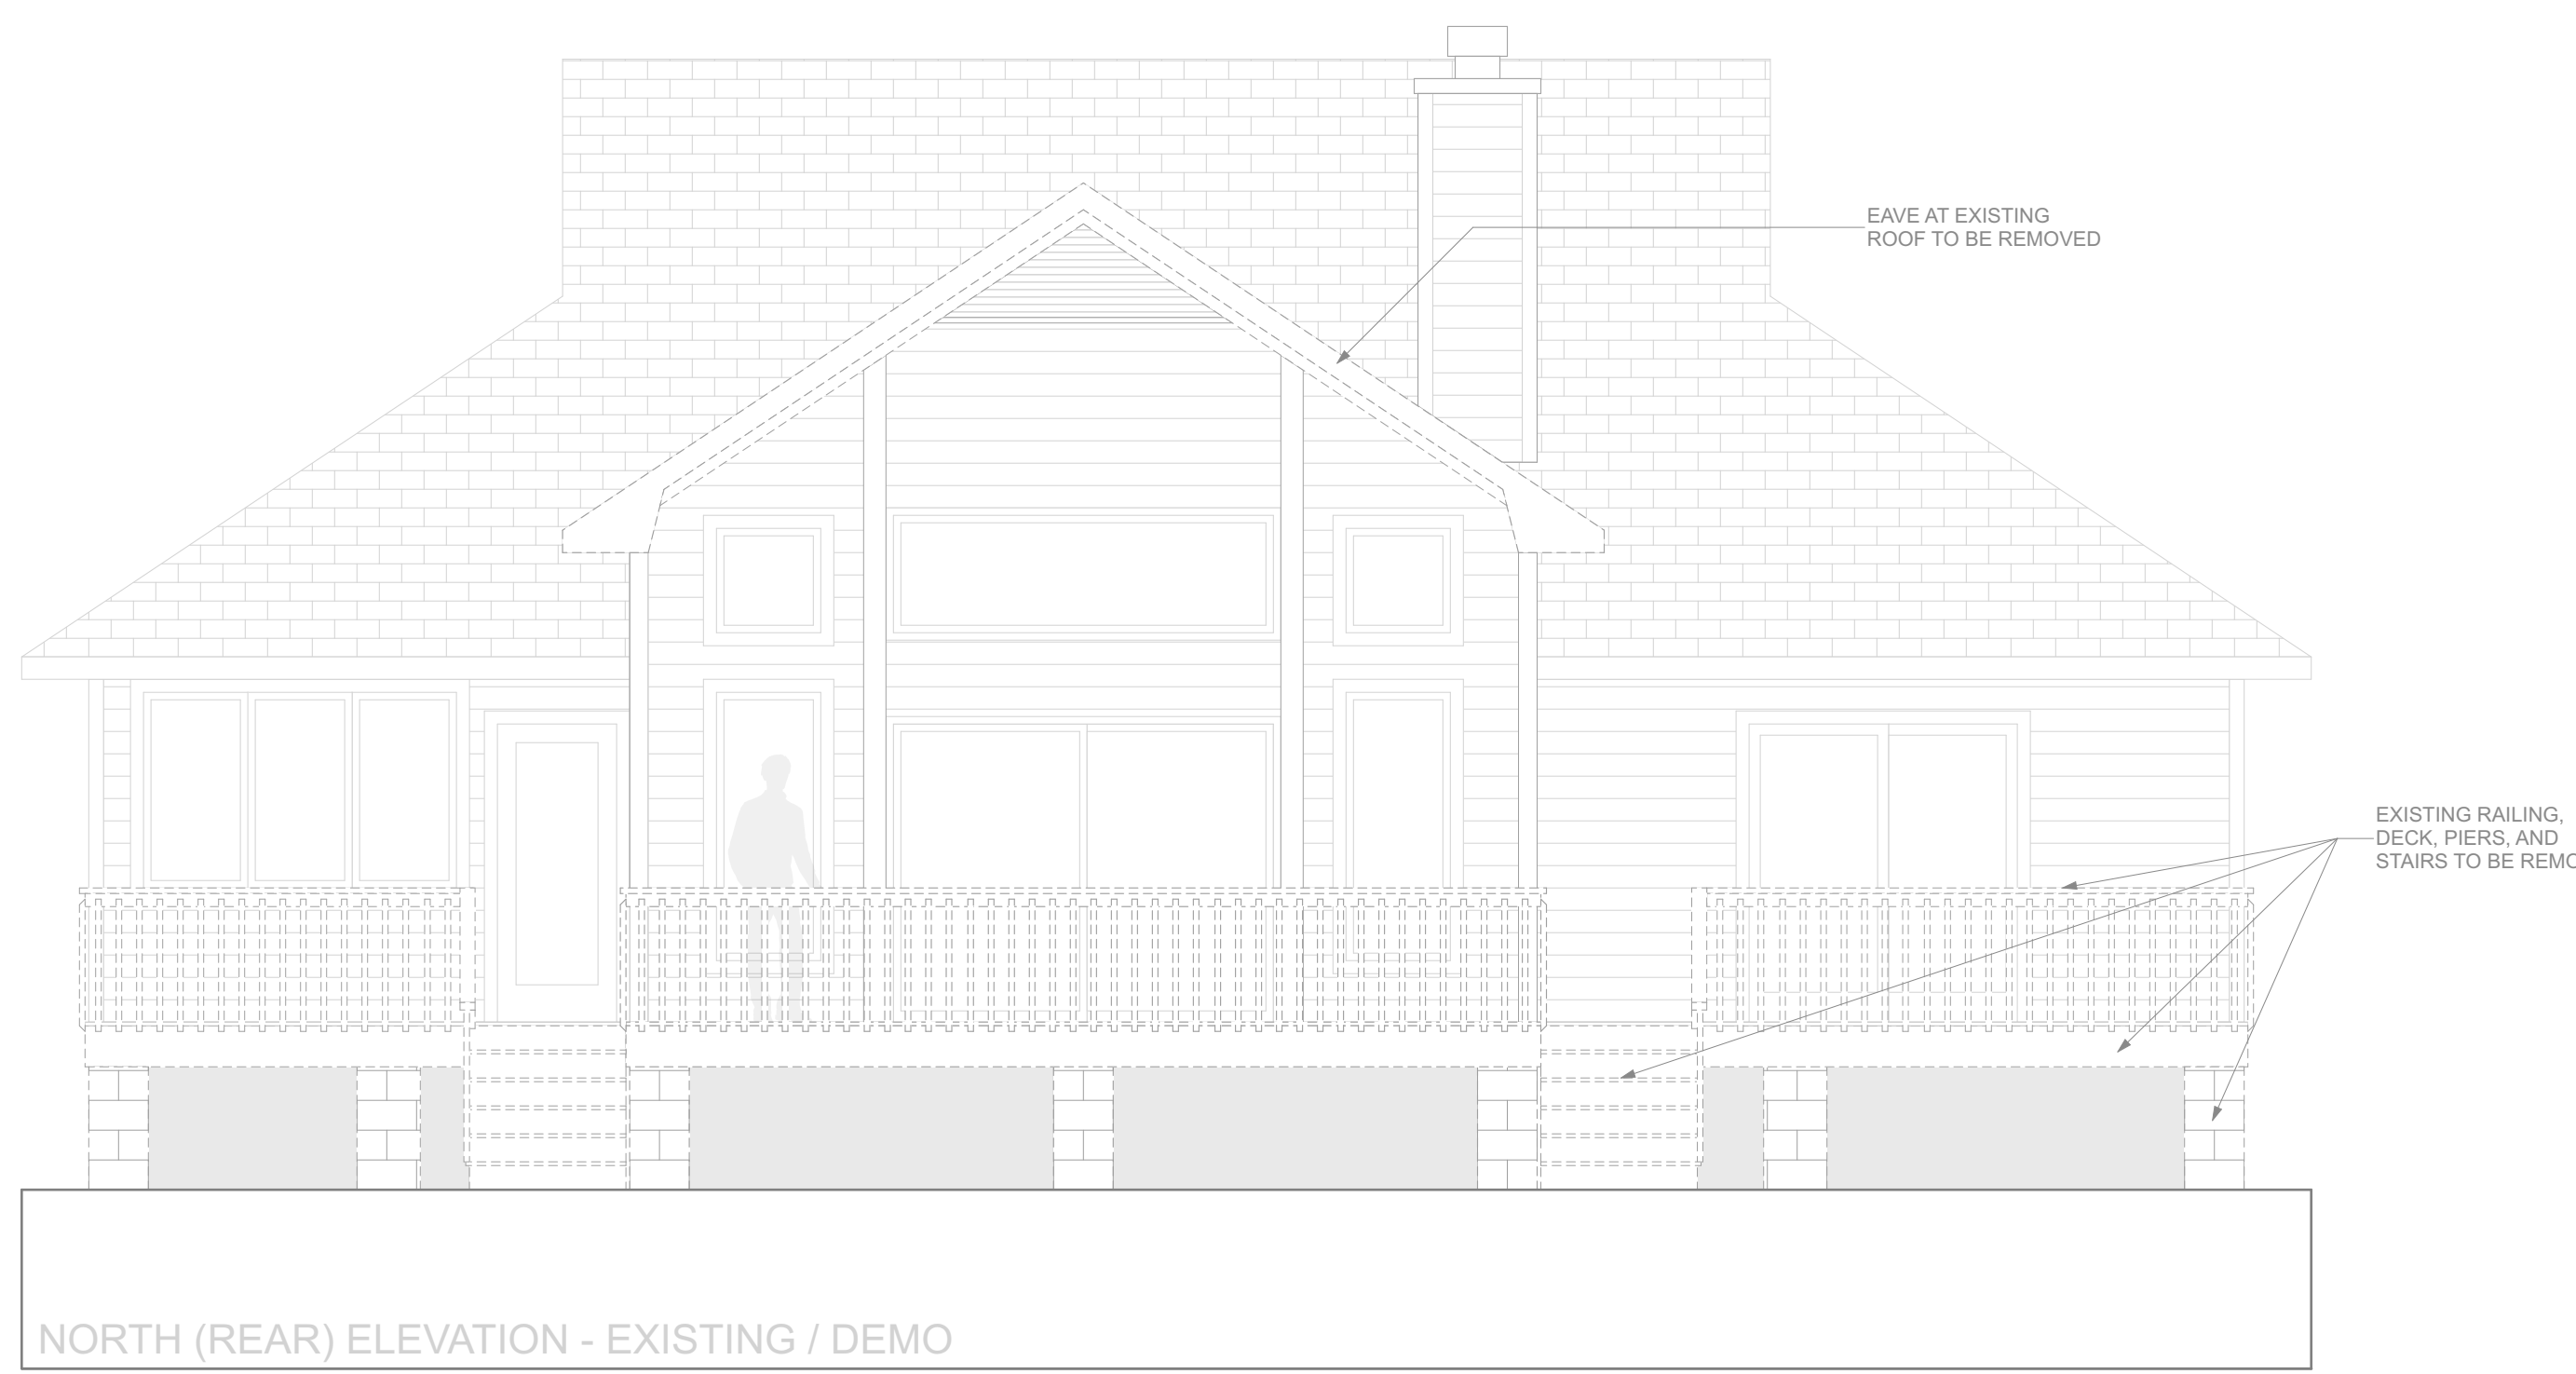 EAVE AT EXISTING
ROOF TO BE REMOVED
EXISTING RAILING,
DECK, PIERS, AND
STAIRS TO BE REMO
NORTH (REAR) ELEVATION - EXISTING / DEMO